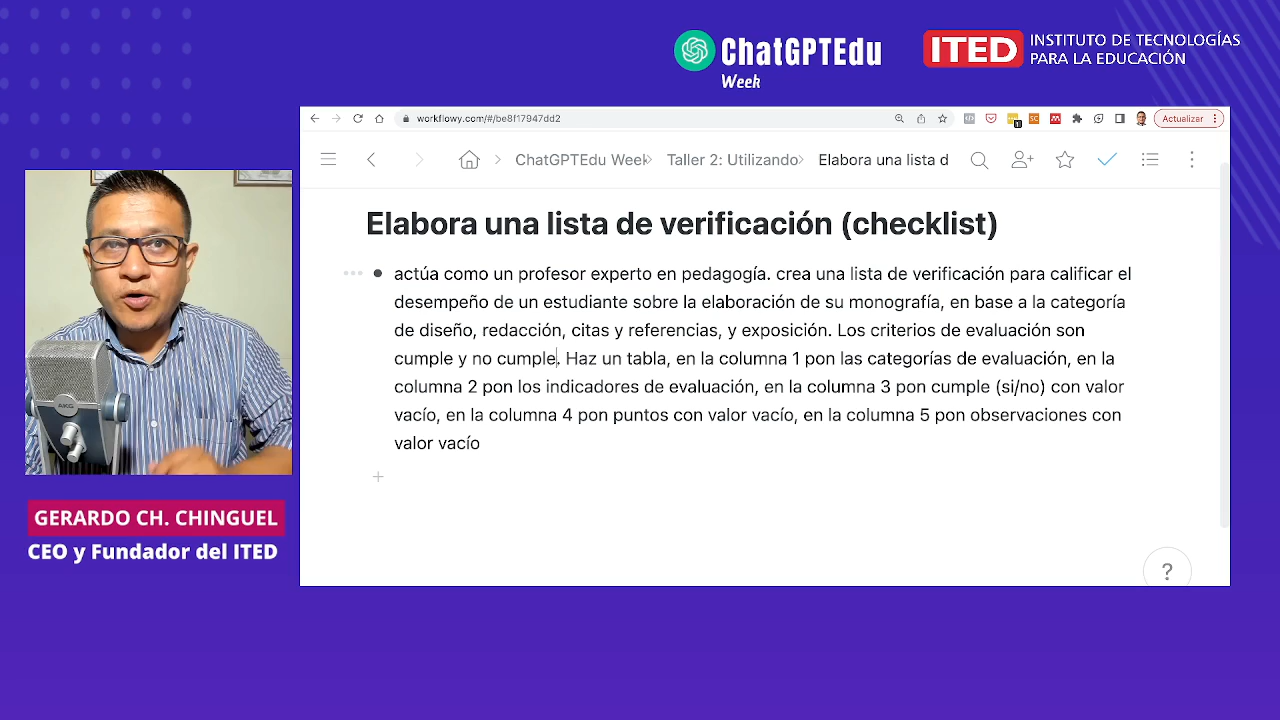 ChatGPTEdu
Week
ITED
INSTITUTO DE TECNOLOGÍAS
PARA LA EDUCACIÓN
workflowy.com/#/be8f17947dd2
Actualizar
ChatGPTEdu Week
Taller 2: Utilizando
Elabora una lista d
Elabora una lista de verificación (checklist)
actúa como un profesor experto en pedagogía. crea una lista de verificación para calificar el
desempeño de un estudiante sobre la elaboración de su monografía, en base a la categoría
de diseño, redacción, citas y referencias, y exposición. Los criterios de evaluación son
cumple y no cumple. Haz un tabla, en la columna 1 pon las categorías de evaluación, en la
columna 2 pon los indicadores de evaluación, en la columna 3 pon cumple (si/no) con valor
vacío, en la columna 4 pon puntos con valor vacío, en la columna 5 pon observaciones con
valor vacío
?
AKG
GERARDO CH. CHINGUEL
CEO y Fundador del ITED